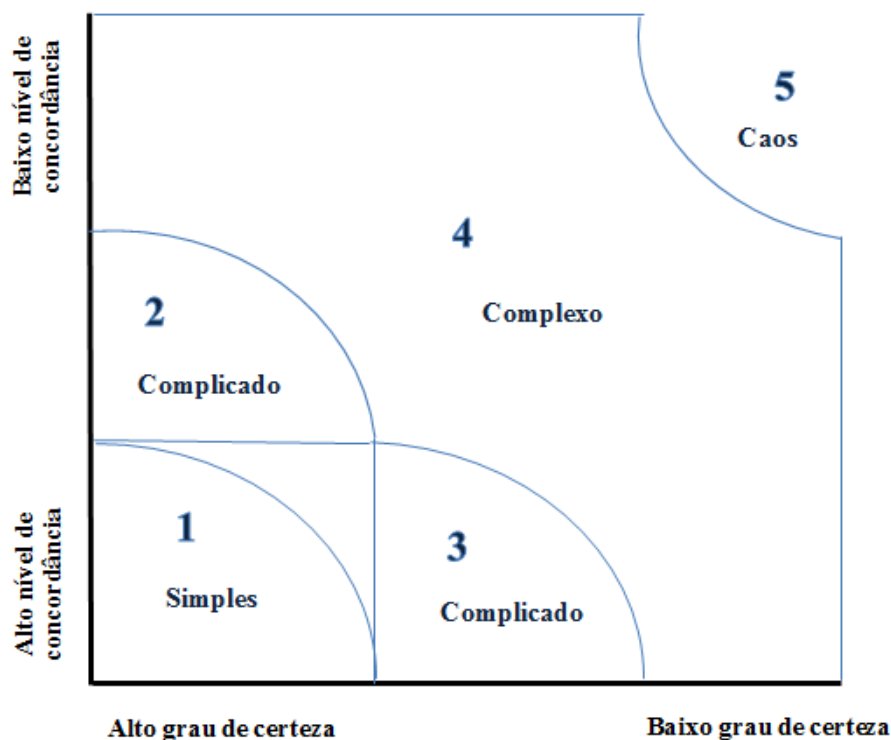 Baixo nível de
concordância
5
Caos
4
Complexo
2
Complicado
1
Simples
3
Complicado
Alto nível de
concordância
Alto grau de certeza
Baixo grau de certeza